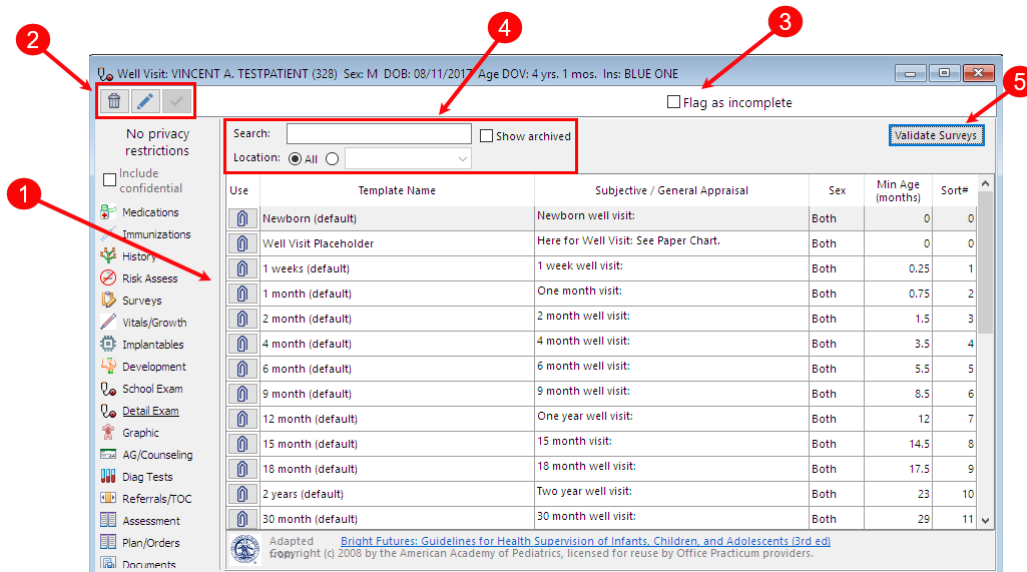 4
3
2
5
1
Well Visit: VINCENT A. TESTPATIENT (328) Sex: M DOB: 08/11/2017 Age DOV: 4 yrs. 1 mos. Ins: BLUE ONE
Flag as incomplete
No privacy
restrictions
Include
confidential
Medications
Immunizations
History
Risk Assess
Surveys
Vitals/Growth
Implantables
Development
School Exam
Detail Exam
Graphic
AG/Counseling
Diag Tests
Referrals/TOC
Assessment
Plan/Orders
Documents
Search: Show archived
Location: All
Validate Surveys
Use Template Name Subjective / General Appraisal Sex Min Age (months) Sort#
Newborn (default) Newborn well visit: Both 0 0
Well Visit Placeholder Here for Well Visit: See Paper Chart. Both 0 0
1 weeks (default) 1 week well visit: Both 0.25 1
1 month (default) One month visit: Both 0.75 2
2 month (default) 2 month well visit: Both 1.5 3
4 month (default) 4 month well visit: Both 3.5 4
6 month (default) 6 month well visit: Both 5.5 5
9 month (default) 9 month well visit: Both 8.5 6
12 month (default) One year well visit: Both 12 7
15 month (default) 15 month visit: Both 14.5 8
18 month (default) 18 month well visit: Both 17.5 9
2 years (default) Two year well visit: Both 23 10
30 month (default) 30 month well visit: Both 29 11
Adapted Bright Futures: Guidelines for Health Supervision of Infants, Children, and Adolescents (3rd ed)
(c) 2008 by the American Academy of Pediatrics, licensed for reuse by Office Practicum providers.